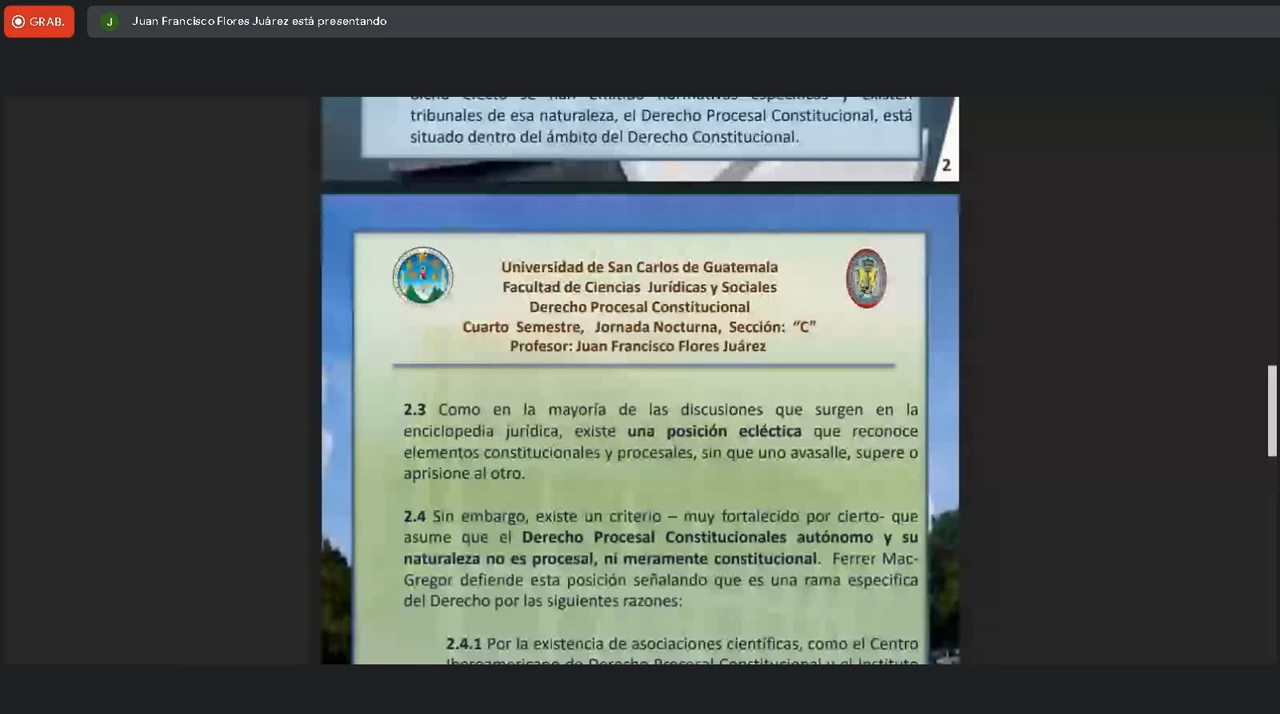 GRAB.
J
Juan Francisco Flores Juárez está presentando
tribunales de esa naturaleza, el Derecho Procesal Constitucional, está
situado dentro del ámbito del Derecho Constitucional.
2
Universidad de San Carlos de Guatemala
Facultad de Ciencias Jurídicas y Sociales
Derecho Procesal Constitucional
Cuarto Semestre, Jornada Nocturna, Sección: “C”
Profesor: Juan Francisco Flores Juárez
2.3 Como en la mayoría de las discusiones que surgen en la
enciclopedia jurídica, existe una posición ecléctica que reconoce
elementos constitucionales y procesales, sin que uno avasalle, supere o
aprisione al otro.
2.4 Sin embargo, existe un criterio – muy fortalecido por cierto- que
asume que el Derecho Procesal Constitucionales autónomo y su
naturaleza no es procesal, ni meramente constitucional. Ferrer Mac-
Gregor defiende esta posición señalando que es una rama especifica
del Derecho por las siguientes razones:
2.4.1 Por la existencia de asociaciones científicas, como el Centro
Iberoamericano de Derecho Procesal Constitucional y el Instituto